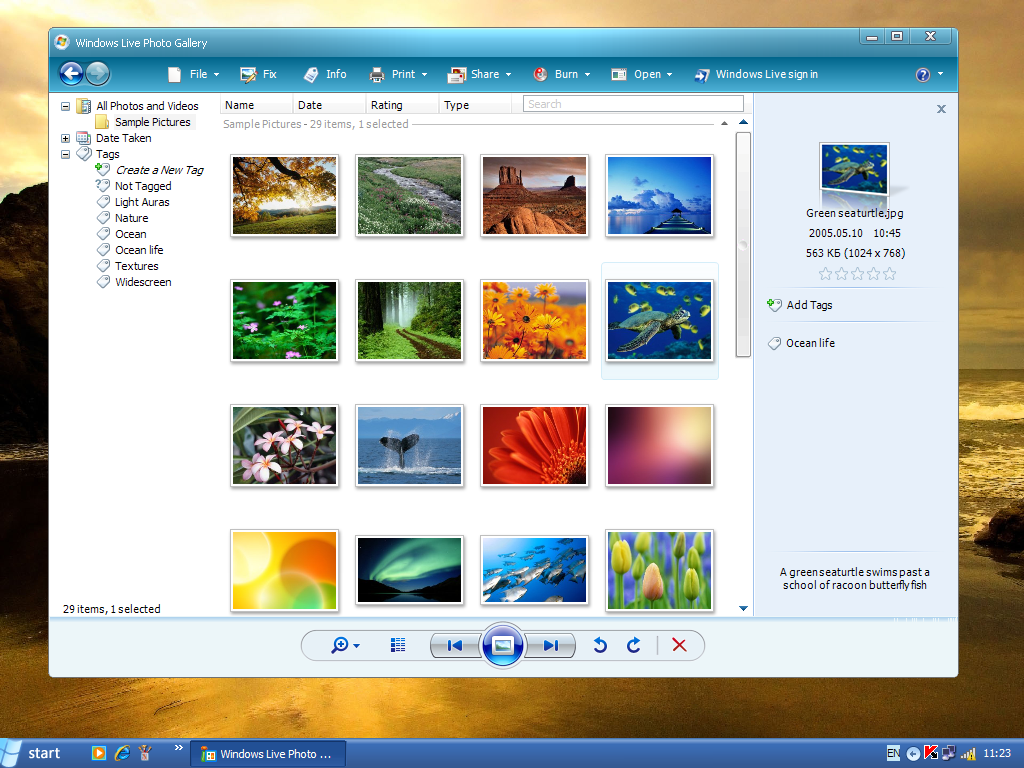 Windows Live Photo Gallery
File Fix Info Print Share Burn Open Windows Live sign in
Name Date Rating Type Search
Sample Pictures - 29 items, 1 selected
All Photos and Videos
Sample Pictures
Date Taken
Tags
Create a New Tag
Not Tagged
Light Auras
Nature
Ocean
Ocean life
Textures
Widescreen
29 items, 1 selected
Green seaturtle.jpg
2005.05.10 10:45
563 КБ (1024 x 768)
Add Tags
Ocean life
A green seaturtle swims past a
school of racoon butterfly fish
start
Windows Live Photo ...
EN
11:23